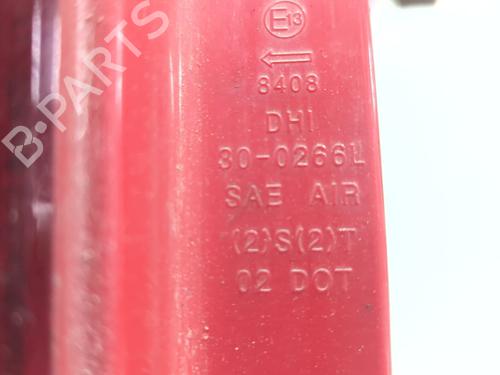 E13
8408
DHI
30-0266L
SAE AIR
(2)S(2)T
02 DOT
B-PARTS